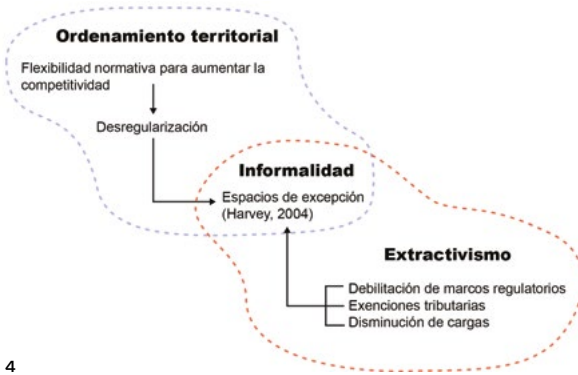 Ordenamiento territorial
Flexibilidad normativa para aumentar la
competitividad
Desregularización
Informalidad
Espacios de excepción
(Harvey, 2004)
Extractivismo
Debilitación de marcos regulatorios
Exenciones tributarias
Disminución de cargas
4